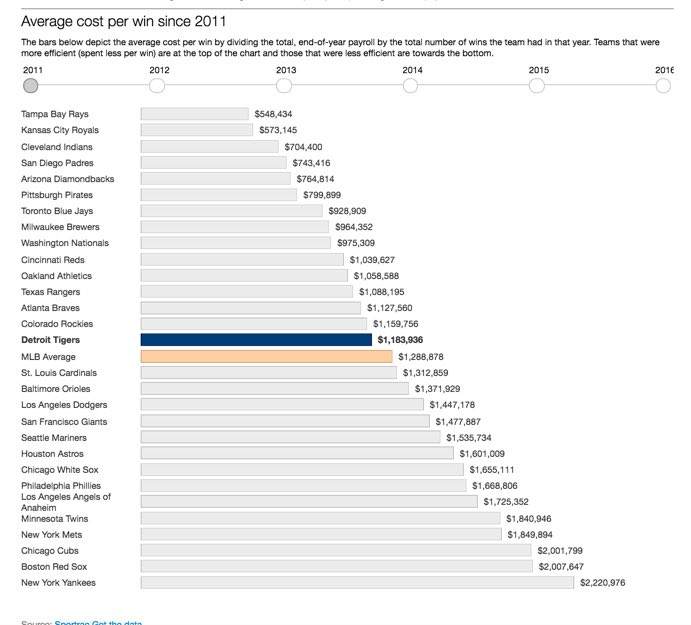 Average cost per win since 2011
The bars below depict the average cost per win by dividing the total, end-of-year payroll by the total number of wins the team had in that year. Teams that were
more efficient (spent less per win) are at the top of the chart and those that were less efficient are towards the bottom.
2011 2012 2013 2014 2015 2016
Tampa Bay Rays $548,434
Kansas City Royals $573,145
Cleveland Indians $704,400
San Diego Padres $743,416
Arizona Diamondbacks $764,814
Pittsburgh Pirates $799,899
Toronto Blue Jays $928,909
Milwaukee Brewers $964,352
Washington Nationals $975,309
Cincinnati Reds $1,039,627
Oakland Athletics $1,058,588
Texas Rangers $1,088,195
Atlanta Braves $1,127,560
Colorado Rockies $1,159,756
Detroit Tigers $1,183,936
MLB Average $1,288,878
St. Louis Cardinals $1,312,859
Baltimore Orioles $1,371,929
Los Angeles Dodgers $1,447,178
San Francisco Giants $1,477,887
Seattle Mariners $1,535,734
Houston Astros $1,601,009
Chicago White Sox $1,655,111
Philadelphia Phillies $1,668,806
Los Angeles Angels of
Anaheim $1,725,352
Minnesota Twins $1,840,946
New York Mets $1,849,894
Chicago Cubs $2,001,799
Boston Red Sox $2,007,647
New York Yankees $2,220,976
Source: Spotrac Get the data